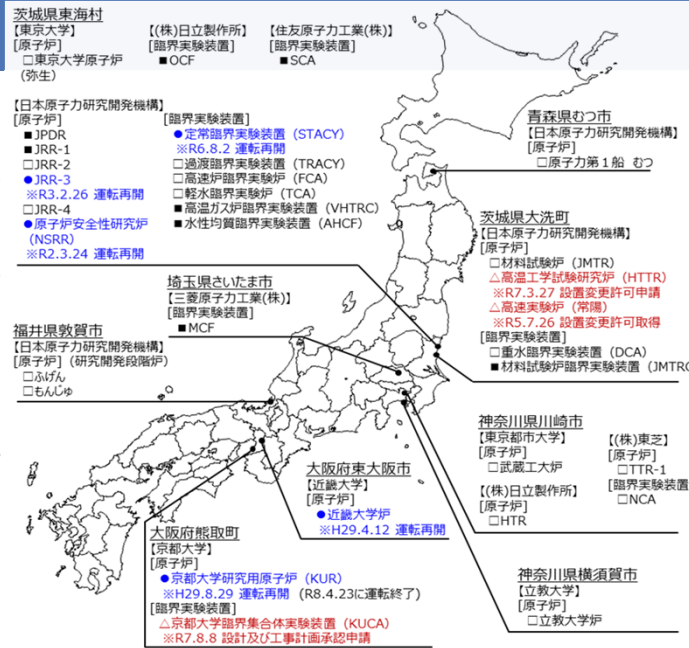 茨城県東海村
【東京大学】
[原子炉]
□東京大学原子炉
(弥生)
【(株)日立製作所】
[臨界実験装置]
■OCF
【住友原子力工業(株)】
[臨界実験装置]
■SCA
【日本原子力研究開発機構】
[原子炉]
■JPDR
■JRR-1
□JRR-2
●JRR-3
※R3.2.26 運転再開
□JRR-4
●原子炉安全性研究炉
(NSRR)
※R2.3.24 運転再開
[臨界実験装置]
●定常臨界実験装置（STACY）
※R6.8.2 運転再開
□過渡臨界実験装置（TRACY）
□高速炉臨界実験装置（FCA）
□軽水臨界実験装置（TCA）
■高温ガス炉臨界実験装置（VHTRC）
■水性均質臨界実験装置（AHCF）
青森県むつ市
【日本原子力研究開発機構】
[原子炉]
□原子力第１船 むつ
茨城県大洗町
【日本原子力研究開発機構】
[原子炉]
□材料試験炉（JMTR）
△高温工学試験研究炉（HTTR）
※R7.3.27 設置変更許可申請
△高速実験炉（常陽）
※R5.7.26 設置変更許可取得
[臨界実験装置]
□重水臨界実験装置（DCA）
■材料試験炉臨界実験装置（JMTRC
埼玉県さいたま市
【三菱原子力工業(株)】
[臨界実験装置]
■MCF
福井県敦賀市
【日本原子力研究開発機構】
[原子炉]（研究開発段階炉）
□ふげん
□もんじゅ
神奈川県川崎市
【東京都市大学】
[原子炉]
□武蔵工大炉
【(株)日立製作所】
[原子炉]
□HTR
【(株)東芝】
[原子炉]
□TTR-1
[臨界実験装置
□NCA
大阪府東大阪市
【近畿大学】
[原子炉]
●近畿大学炉
※H29.4.12 運転再開
大阪府熊取町
【京都大学】
[原子炉]
●京都大学研究用原子炉（KUR）
※H29.8.29 運転再開（R8.4.23に運転終了）
[臨界実験装置]
△京都大学臨界集合体実験装置（KUCA）
※R7.8.8 設計及び工事計画承認申請
神奈川県横須賀市
【立教大学】
[原子炉]
□立教大学炉